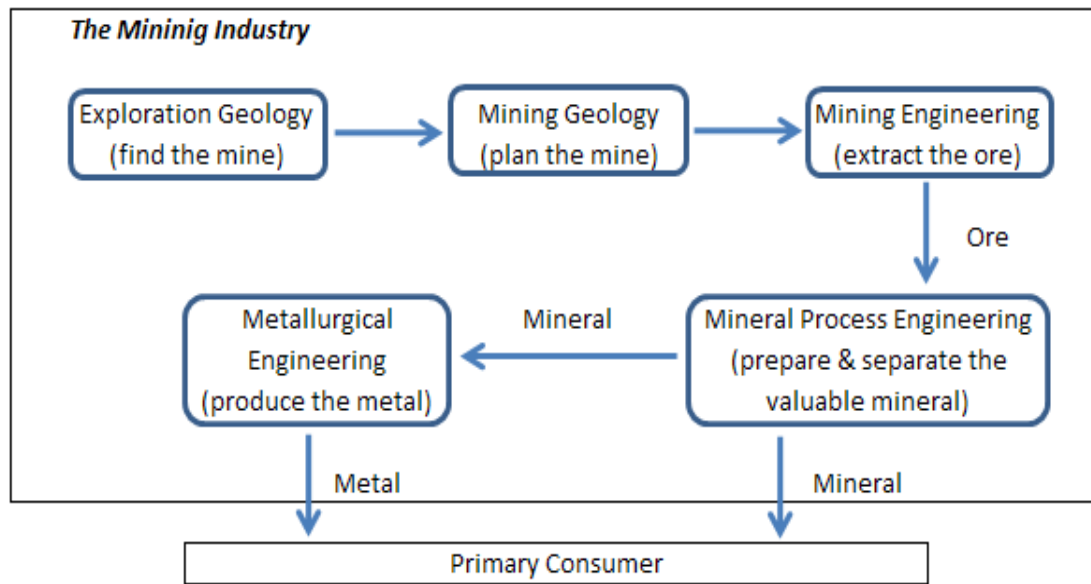 The Mininig Industry
Exploration Geology
(find the mine)
Mining Geology
(plan the mine)
Mining Engineering
(extract the ore)
Ore
Mineral Process Engineering
(prepare & separate the
valuable mineral)
Mineral
Metallurgical
Engineering
(produce the metal)
Metal
Mineral
Primary Consumer